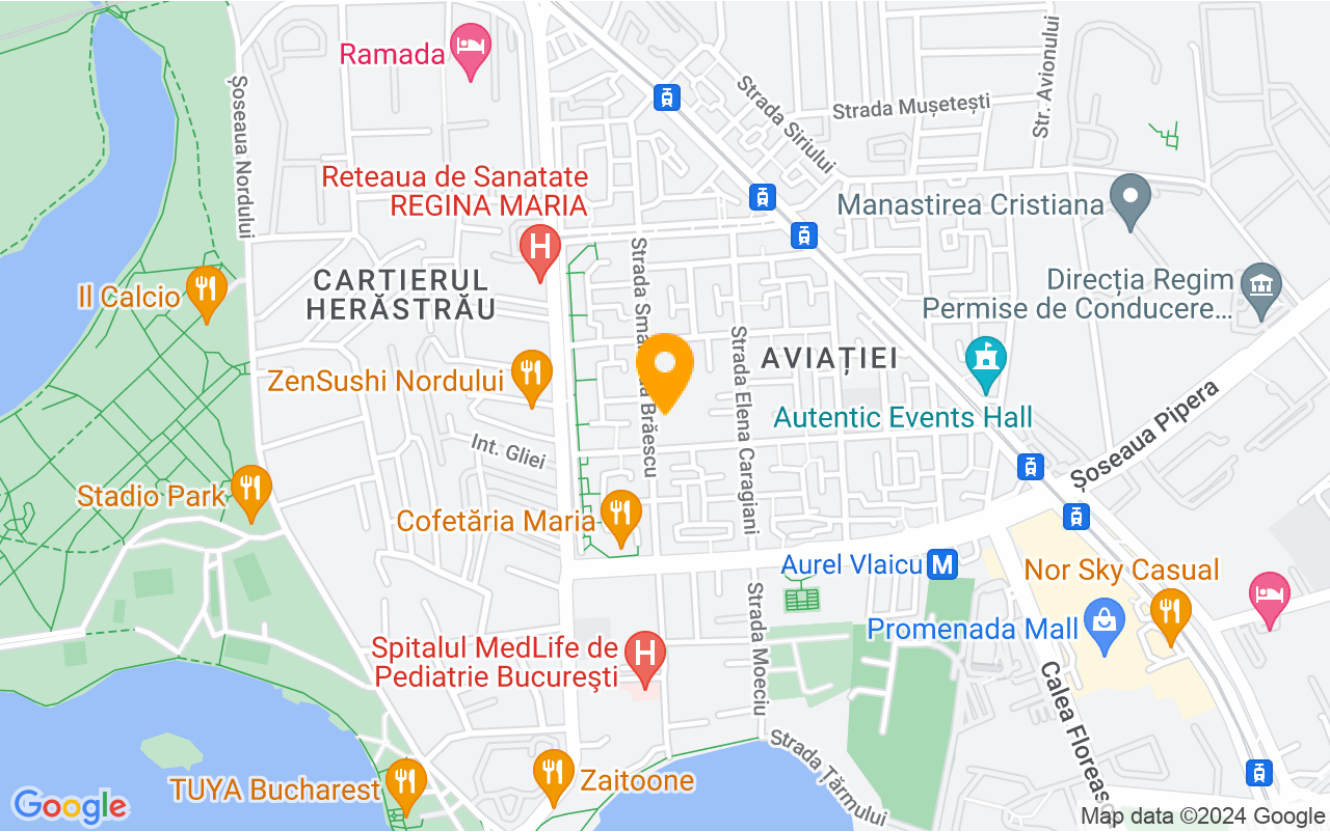 Ramada
Șoseaua Nordului
Strada Siriului
Strada Mușetești
Str. Avionului
Reteaua de Sanatate
REGINA MARIA
H
Manastirea Cristiana
CARTIERUL
HERĂSTRĂU
Il Calcio
Direcția Regim
Permise de Conducere...
Brăescu
Strada Elena Caragiani
AVIAȚIEI
ZenSushi Nordului
Autentic Events Hall
Șoseaua Pipera
Int. Gliei
Stadio Park
Cofetăria Maria
Aurel Vlaicu M
Nor Sky Casual
Strada Moeciu
Promenada Mall
Spitalul MedLife de
Pediatrie Bucureşti
H
Calea Floreas
Strada Țărmului
TUYA Bucharest
Zaitoone
Google
Map data ©2024 Google